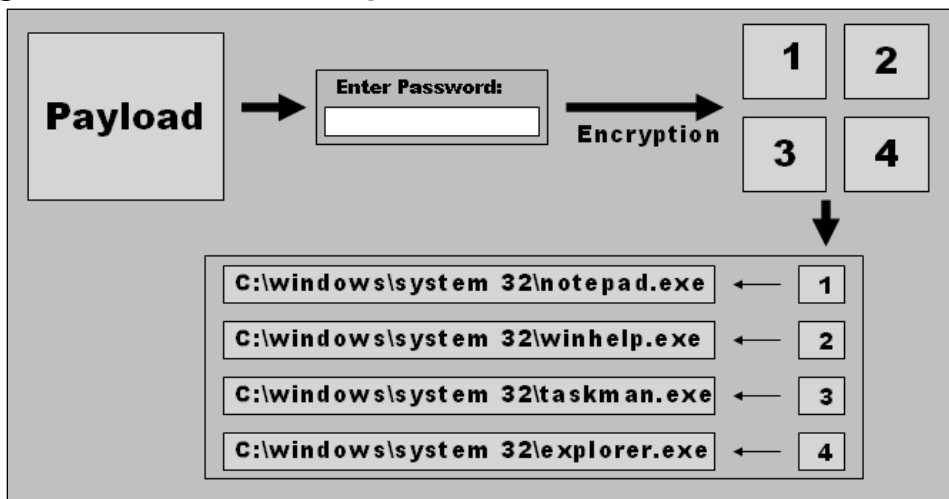 Payload
Enter Password:
Encryption
1
2
3
4
C:\windows\system 32\notepad.exe
1
C:\windows\system 32\winhelp.exe
2
C:\windows\system 32\taskman.exe
3
C:\windows\system 32\explorer.exe
4